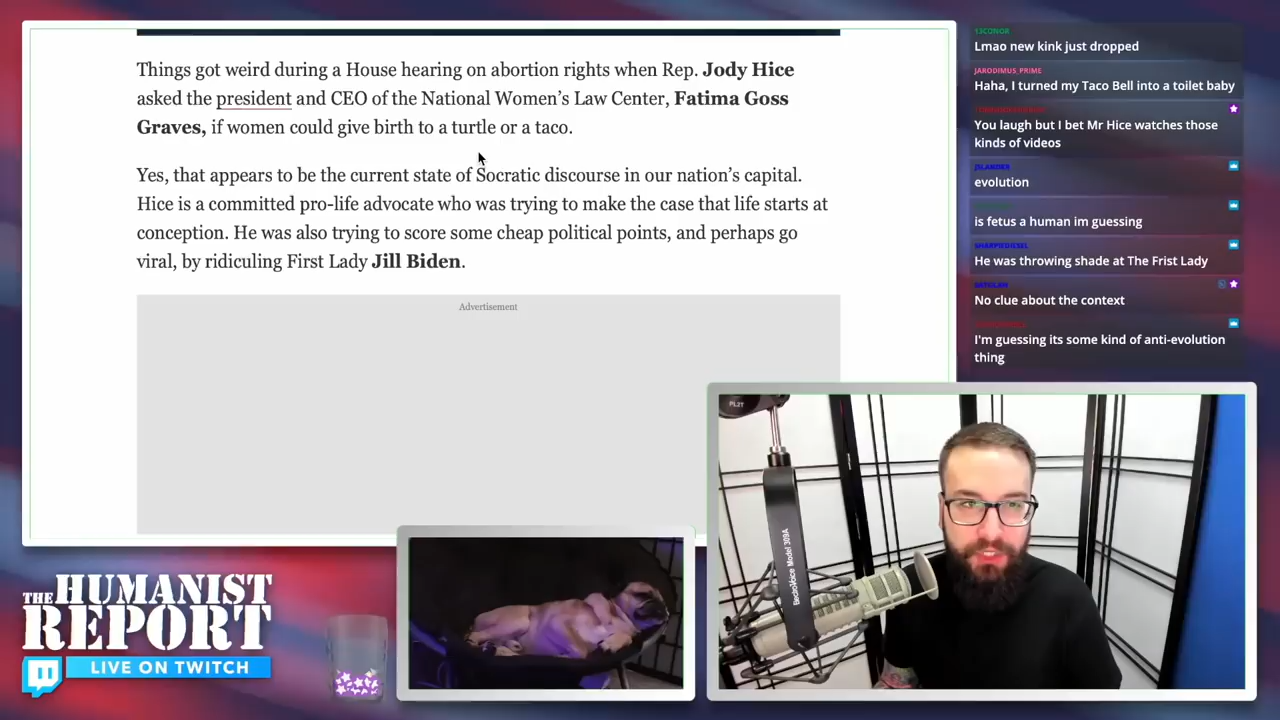 Things got weird during a House hearing on abortion rights when Rep. Jody Hice
asked the president and CEO of the National Women's Law Center, Fatima Goss
Graves, if women could give birth to a turtle or a taco.
Yes, that appears to be the current state of Socratic discourse in our nation's capital.
Hice is a committed pro-life advocate who was trying to make the case that life starts at
conception. He was also trying to score some cheap political points, and perhaps go
viral, by ridiculing First Lady Jill Biden.
Advertisement
Lmao new kink just dropped
JARODIMUS_PRIME
Haha, I turned my Taco Bell into a toilet baby
You laugh but I bet Mr Hice watches those
kinds of videos
evolution
is fetus a human im guessing
He was throwing shade at The Frist Lady
No clue about the context
I'm guessing its some kind of anti-evolution
thing
PL2T
ElectroVoice Model 309A
THE HUMANIST
REPORT
LIVE ON TWITCH